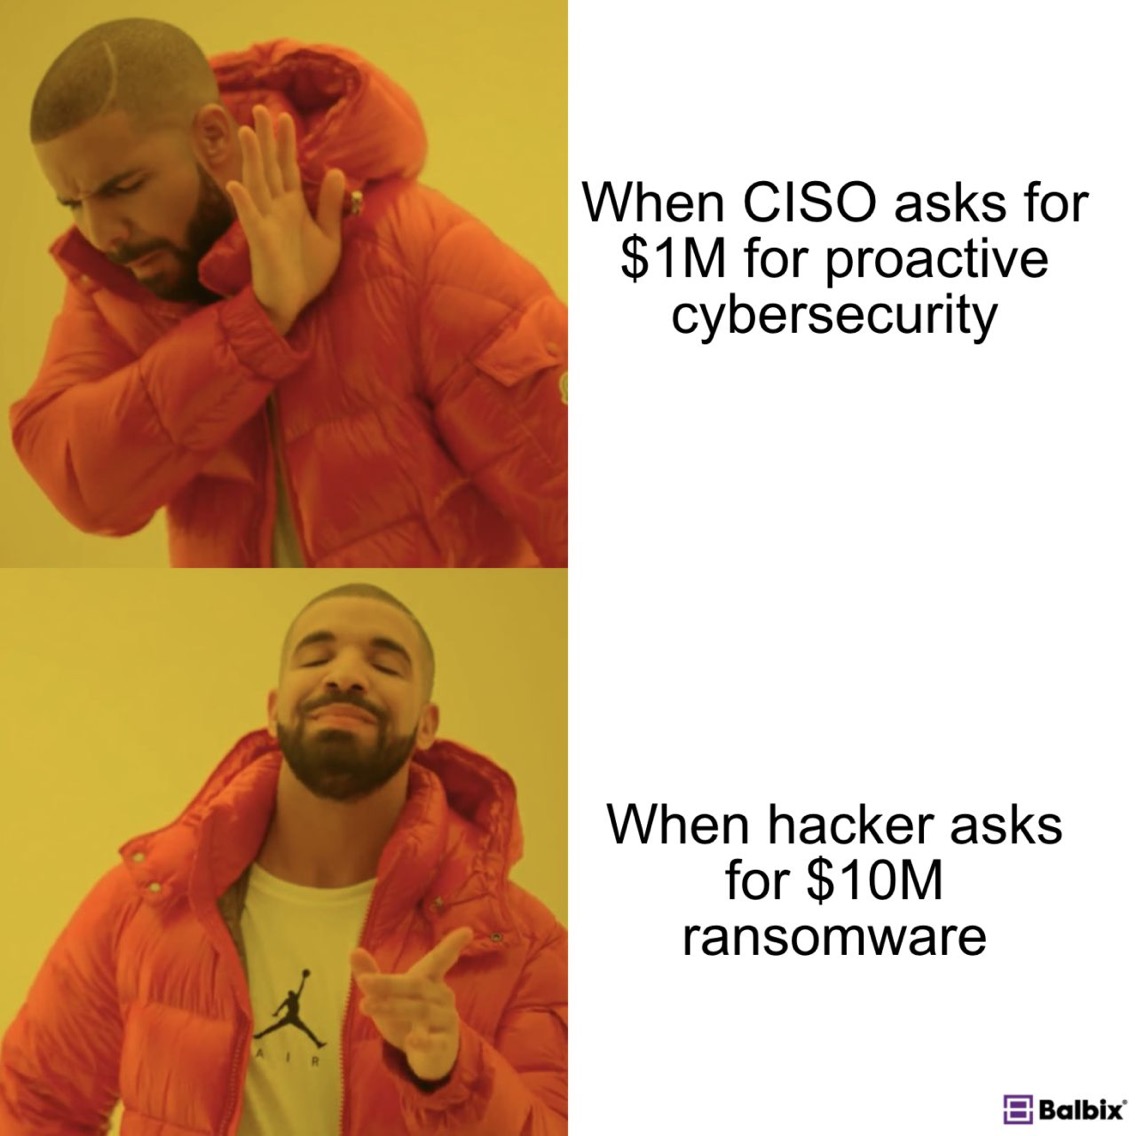 When CISO asks for
$1M for proactive
cybersecurity
When hacker asks
for $10M
ransomware
AIR
Balbix®